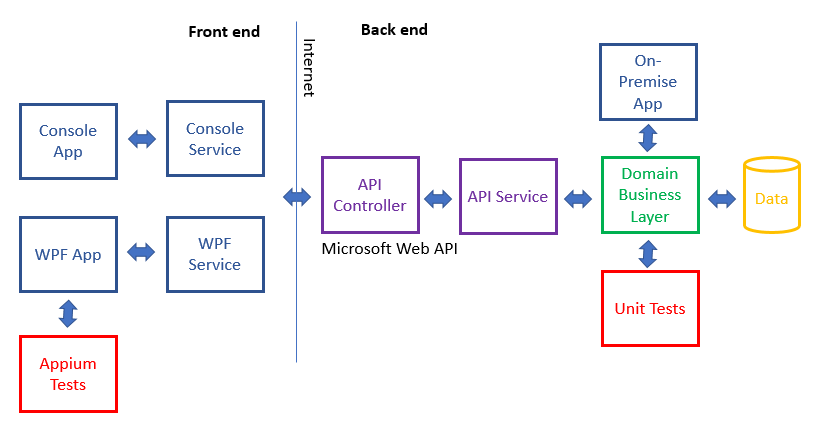 Front end
Back end
Internet
Console
App
Console
Service
WPF App
WPF
Service
Appium
Tests
API
Controller
API Service
Microsoft Web API
On-
Premise
App
Domain
Business
Layer
Data
Unit Tests